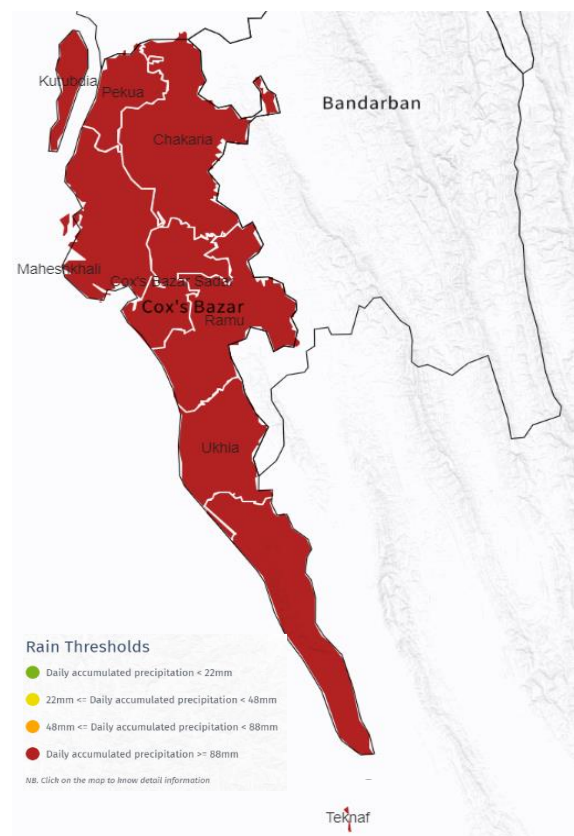 Kutubdia
Pekua
Bandarban
Chakaria
Maheshkhali
Cox's Bazar Sadar
Cox's Bazar
Ramu
Ukhia
Rain Thresholds
Daily accumulated precipitation < 22mm
22mm <= Daily accumulated precipitation < 48mm
48mm <= Daily accumulated precipitation < 88mm
Daily accumulated precipitation >= 88mm
NB. Click on the map to know detail information
Teknaf